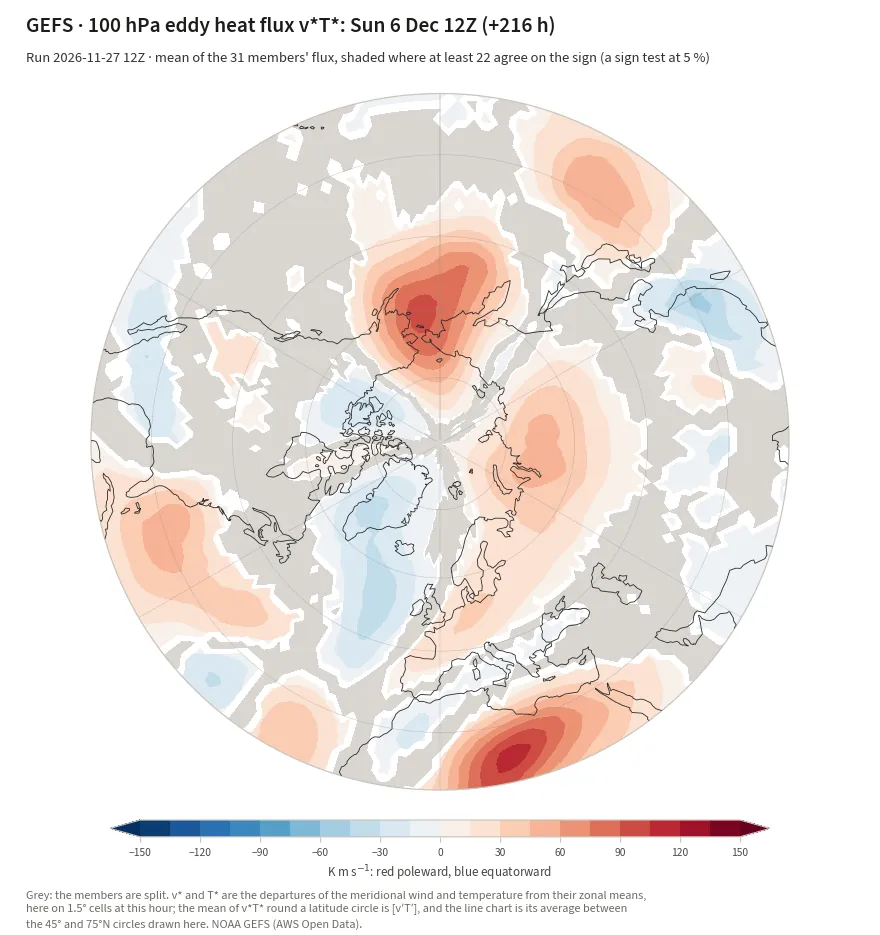 GEFS · 100 hPa eddy heat flux v*T*: Sun 6 Dec 12Z (+216 h)
Run 2026-11-27 12Z · mean of the 31 members' flux, shaded where at least 22 agree on the sign (a sign test at 5 %)
−150 −120 −90 −60 −30 0 30 60 90 120 150
K m s⁻¹: red poleward, blue equatorward
Grey: the members are split. v* and T* are the departures of the meridional wind and temperature from their zonal means,
here on 1.5° cells at this hour; the mean of v*T* round a latitude circle is [v'T'], and the line chart is its average between
the 45° and 75°N circles drawn here. NOAA GEFS (AWS Open Data).